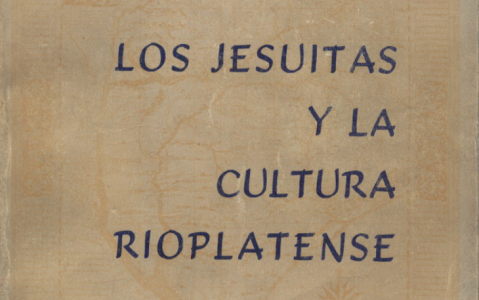 LOS JESUITAS
Y LA
CULTURA
RIOPLATENSE